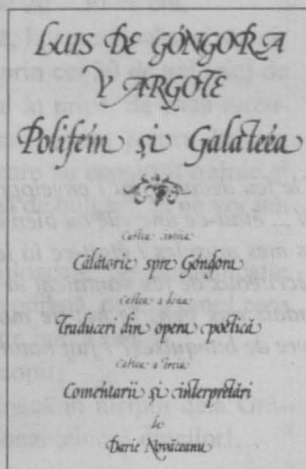 LUIS DE GÓNGORA
Y ARGOTE
Polifem și Galateea
Cartea întîia
Călătorie spre Góngora
Cartea a doua
Traduceri din opera poetică
Cartea a treia
Comentarii și interpretări
de
Darie Novăceanu